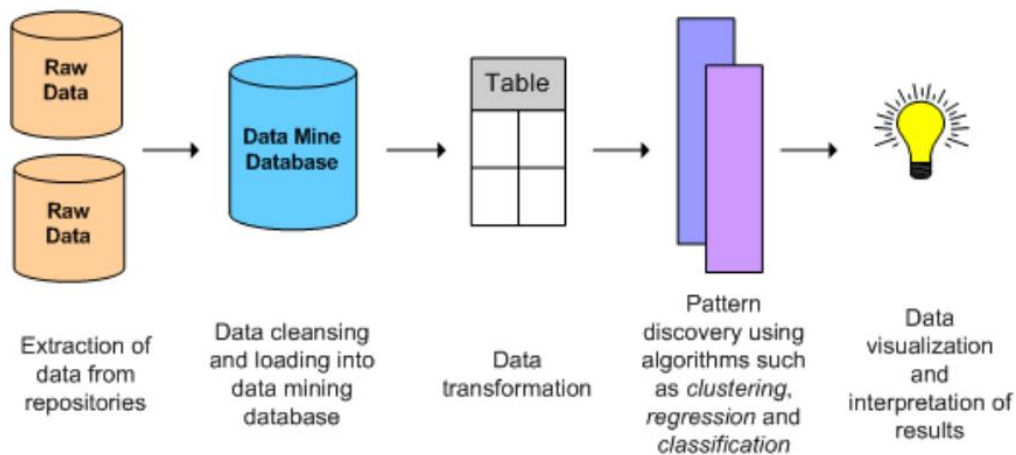 Raw
Data
Raw
Data
Data Mine
Database
Table
Extraction of
data from
repositories
Data cleansing
and loading into
data mining
database
Data
transformation
Pattern
discovery using
algorithms such
as clustering,
regression and
classification
Data
visualization
and
interpretation of
results